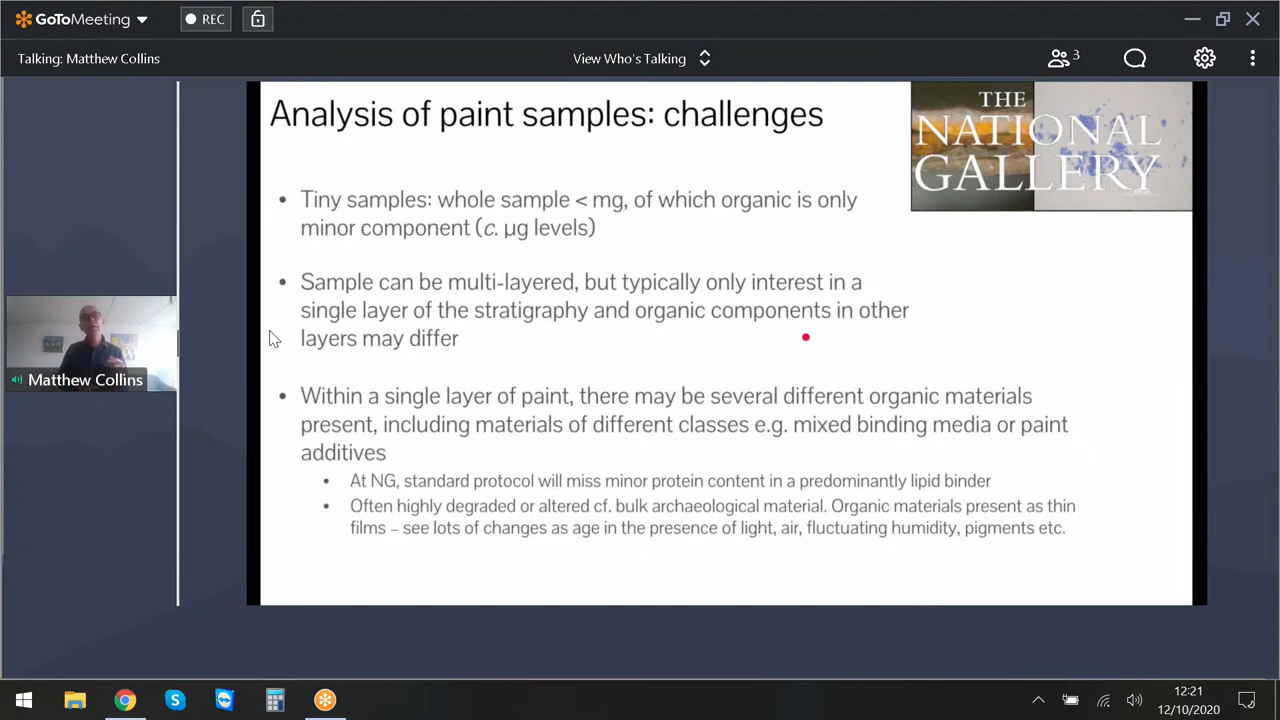 GoToMeeting
REC
Talking: Matthew Collins
View Who's Talking
3
Analysis of paint samples: challenges
THE
NATIONAL
GALLERY
• Tiny samples: whole sample < mg, of which organic is only
minor component (c. µg levels)
• Sample can be multi-layered, but typically only interest in a
single layer of the stratigraphy and organic components in other
layers may differ
Matthew Collins
• Within a single layer of paint, there may be several different organic materials
present, including materials of different classes e.g. mixed binding media or paint
additives
• At NG, standard protocol will miss minor protein content in a predominantly lipid binder
• Often highly degraded or altered cf. bulk archaeological material. Organic materials present as thin
films – see lots of changes as age in the presence of light, air, fluctuating humidity, pigments etc.
12:21
12/10/2020